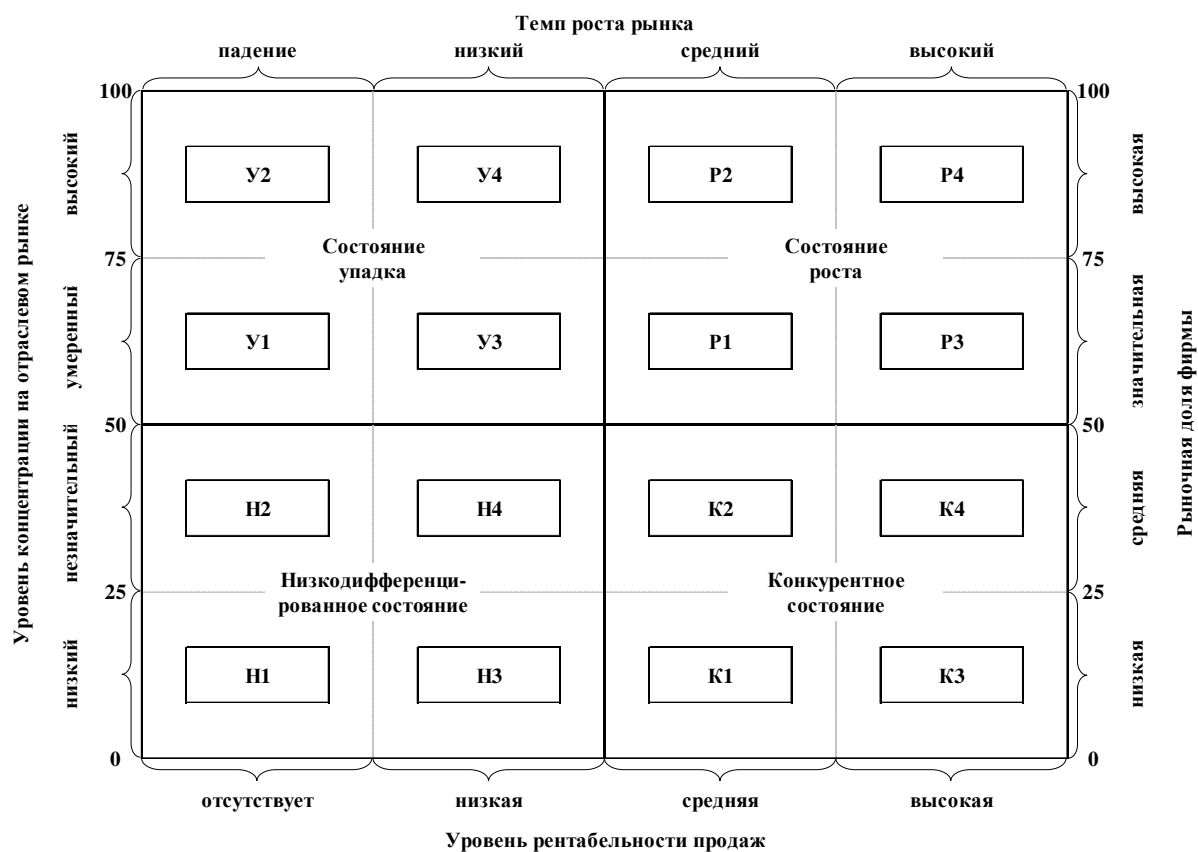 Темп роста рынка
падение
низкий
средний
высокий
100
100
У2
У4
Р2
Р4
высокий
высокая
Состояние
упадка
Состояние
роста
75
75
У1
У3
Р1
Р3
умеренный
значительная
Уровень концентрации на отраслевом рынке
Рыночная доля фирмы
50
50
Н2
Н4
К2
К4
незначительный
средняя
Низкодифференци-
рованное состояние
Конкурентное
состояние
25
25
Н1
Н3
К1
К3
низкий
низкая
0
0
отсутствует
низкая
средняя
высокая
Уровень рентабельности продаж